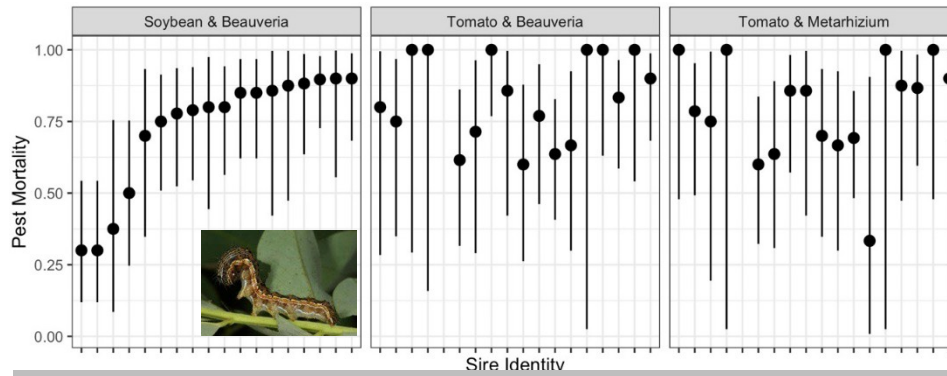 Soybean & Beauveria
Tomato & Beauveria
Tomato & Metarhizium
Pest Mortality
1.00
0.75
0.50
0.25
0.00
Sire Identity